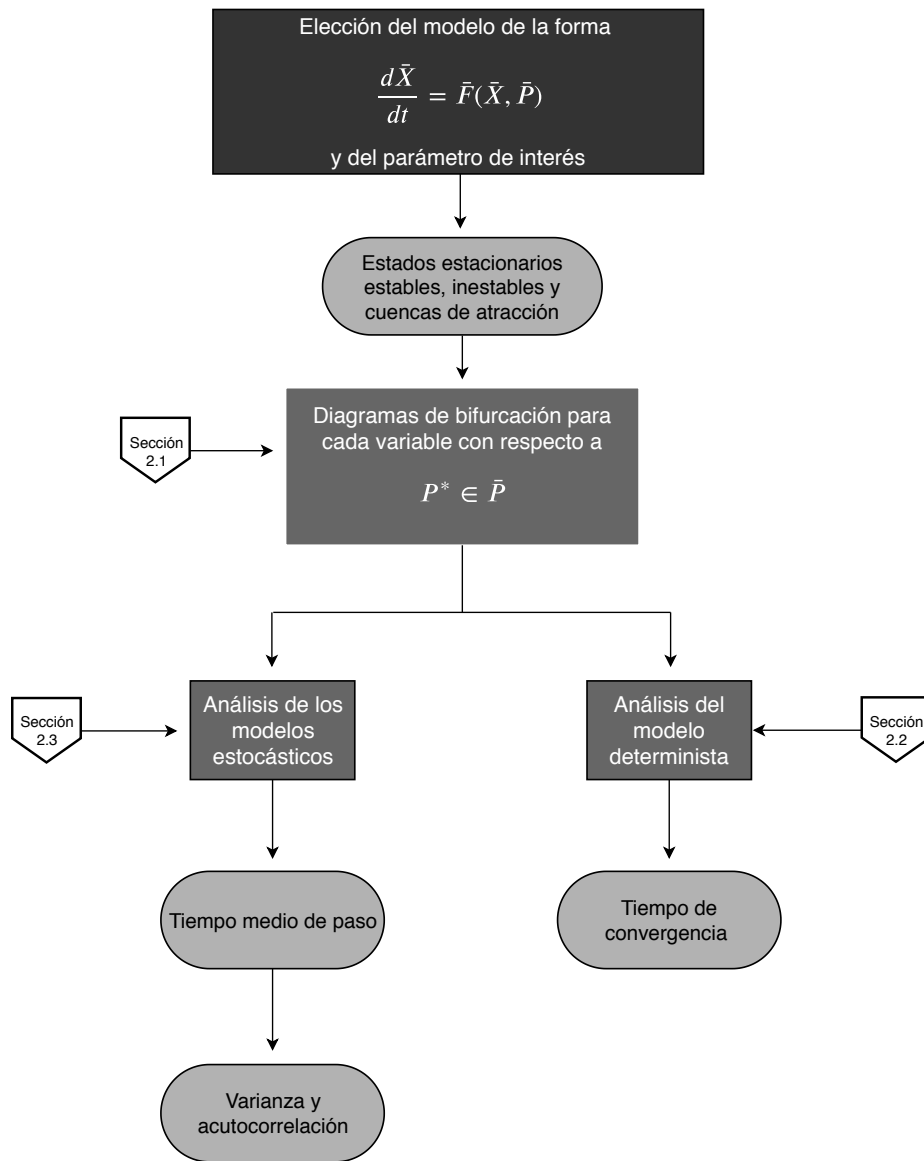 Elección del modelo de la forma
dX̄/dt = F̄(X̄, P̄)
y del parámetro de interés
Estados estacionarios
estables, inestables y
cuencas de atracción
Sección
2.1
Diagramas de bifurcación para
cada variable con respecto a
P* ∈ P̄
Sección
2.3
Análisis de los
modelos
estocásticos
Análisis del
modelo
determinista
Sección
2.2
Tiempo medio de paso
Tiempo de
convergencia
Varianza y
acutocorrelación